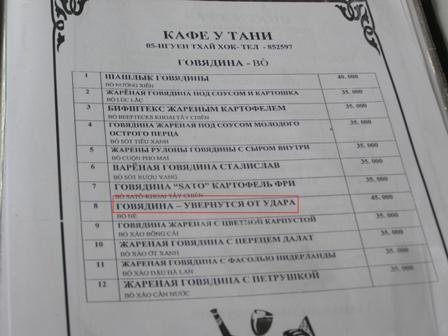 КАФЕ У ТАНИ
05-НГУЕН ТХАЙ ХОК- ТЕЛ - 852597
ГОВЯДИНА - BÒ
1 ШАШЛЫК ГОВЯДИНЫ 40.000
BÒ NƯỚNG XIÊN
2 ЖАРЕНАЯ ГОВЯДИНА ПОД СОУСОМ И КАРТОШКА 35.000
BÒ LÚC LẮC
3 БИФШТЕКС ЖАРЕНЫМ КАРТОФЕЛЕМ 35.000
BÒ BEEFTECKS KHOAI TÂY CHIÊN
4 ГОВЯДИНА ЖАРЕНАЯ ПОД СОУСОМ МОЛОДОГО ОСТРОГО ПЕРЦА 35.000
BÒ SỐT TIÊU XANH
5 ЖАРЕНЫ РУЛОНЫ ГОВЯДИНЫ С СЫРОМ ВНУТРИ 35.000
BÒ CUỘN PHO MAI
6 ВАРЁНАЯ ГОВЯДИНА СТАЛИСЛАВ 35.000
BÒ SỐT RƯỢU VANG
7 ГОВЯДИНА “SATO” КАРТОФЕЛЬ ФРИ 35.000
BÒ SATÔ KHOAI TÂY CHIÊN
8 ГОВЯДИНА – УВЕРНУТСЯ ОТ УДАРА 45.000
BÒ NÉ
9 ГОВЯДИНА ЖАРЕНАЯ С ЦВЕТНОЙ КАРПУСТОЙ 35.000
BÒ XÀO BÔNG CẢI
10 ЖАРЕНАЯ ГОВЯДИНА С ПЕРЕЦЕМ ДАЛАТ 35.000
BÒ XÀO ỚT XANH
11 ЖАРЕНАЯ ГОВЯДИНА С ФАСОЛЬЮ НИДЕРЛАНДЫ 35.000
BÒ XÀO ĐẬU HÀ LAN
12 ЖАРЕНАЯ ГОВЯДИНА С ПЕТРУШКОЙ 35.000
BÒ XÀO CẦN NƯỚC